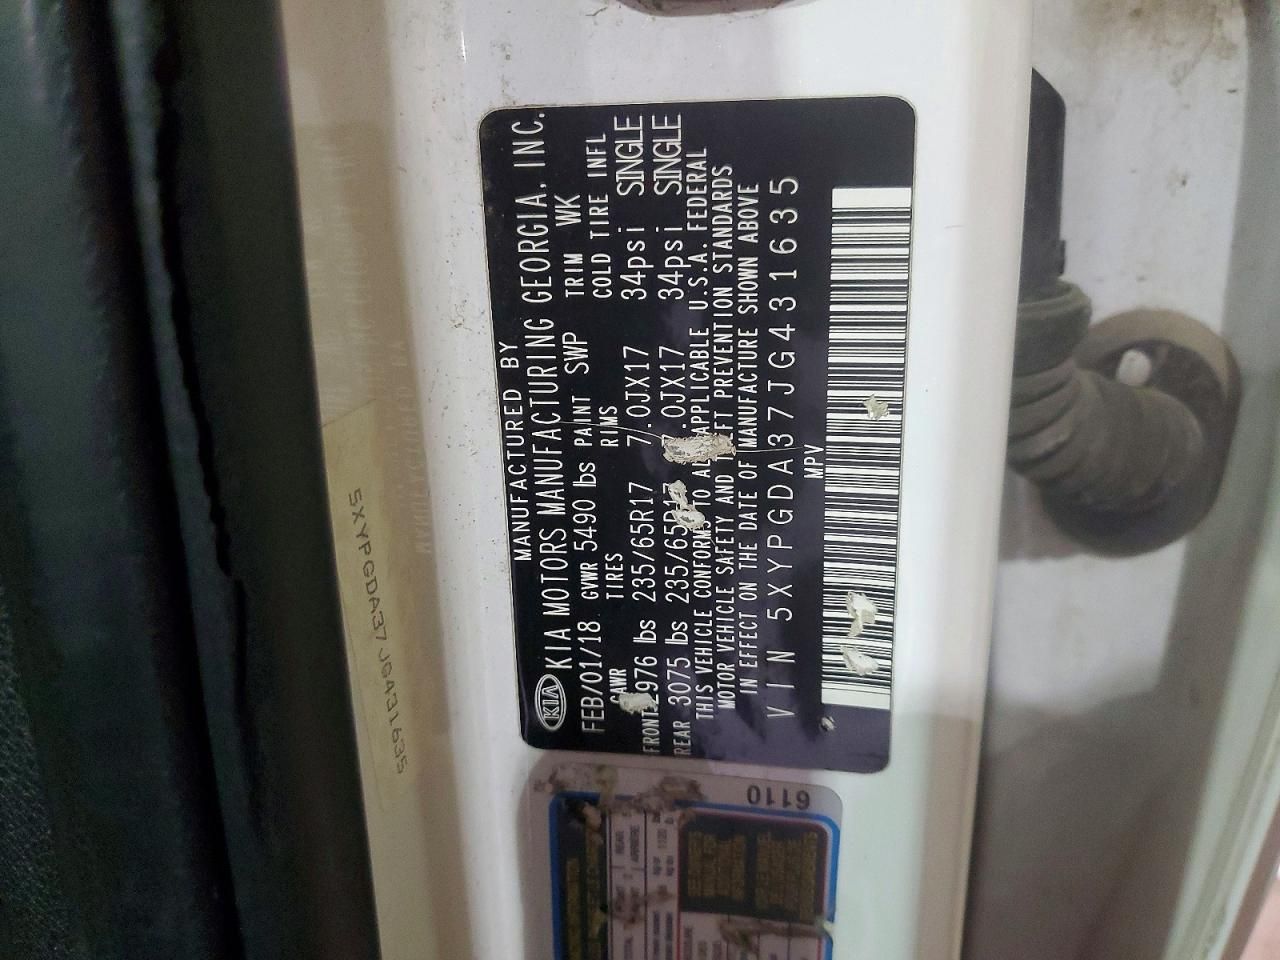 MANUFACTURED BY
KIA KIA MOTORS MANUFACTURING GEORGIA, INC.
FEB/01/18 GVWR 5490 lbs PAINT SWP TRIM WK
GAWR TIRES RIMS COLD TIRE INFL
FRONT 2976 lbs 235/65R17 7.0JX17 34psi SINGLE
REAR 3075 lbs 235/65R17 7.0JX17 34psi SINGLE
THIS VEHICLE CONFORMS TO ALL APPLICABLE U.S.A. FEDERAL
MOTOR VEHICLE SAFETY AND THEFT PREVENTION STANDARDS
IN EFFECT ON THE DATE OF MANUFACTURE SHOWN ABOVE
VIN 5XYPGDA37JG431635
MPV
5XYPGDA37JG431635
6110